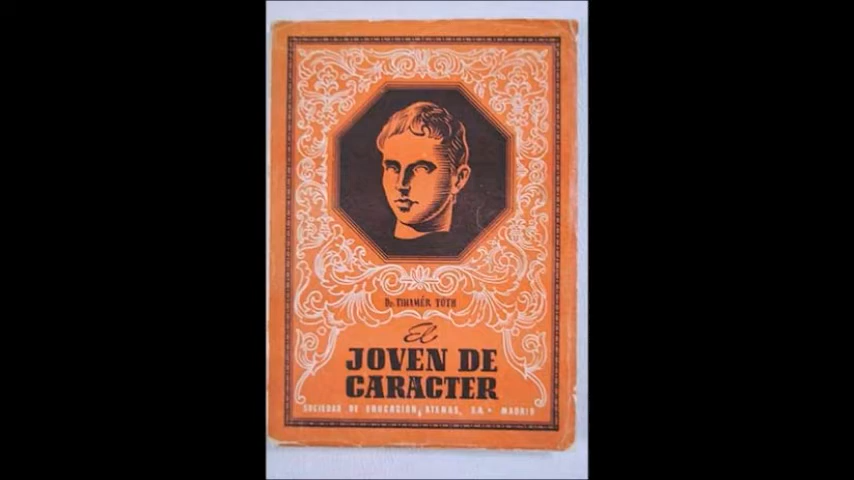 Dr TIHAMÉR TÓTH
El
JOVEN DE
CARACTER
SOCIEDAD DE EDUCACION, ATENAS, S.A. - MADRID